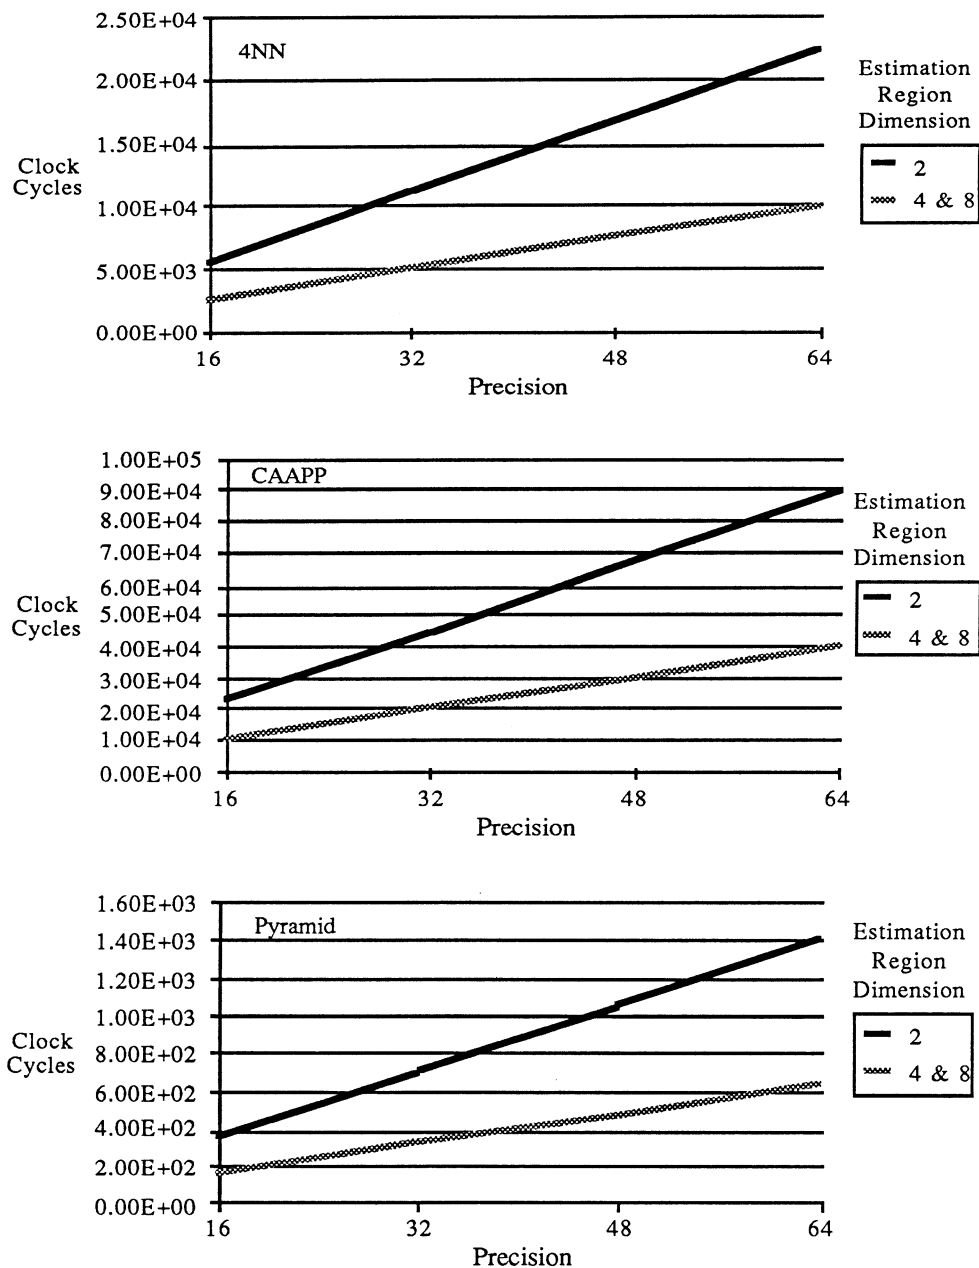 2.50E+04
4NN
2.00E+04
1.50E+04
1.00E+04
5.00E+03
0.00E+00
Clock
Cycles
16 32 48 64
Precision
Estimation
Region
Dimension
2
4 & 8
1.00E+05
CAAPP
9.00E+04
8.00E+04
7.00E+04
6.00E+04
5.00E+04
4.00E+04
3.00E+04
2.00E+04
1.00E+04
0.00E+00
Clock
Cycles
16 32 48 64
Precision
Estimation
Region
Dimension
2
4 & 8
1.60E+03
Pyramid
1.40E+03
1.20E+03
1.00E+03
8.00E+02
6.00E+02
4.00E+02
2.00E+02
0.00E+00
Clock
Cycles
16 32 48 64
Precision
Estimation
Region
Dimension
2
4 & 8